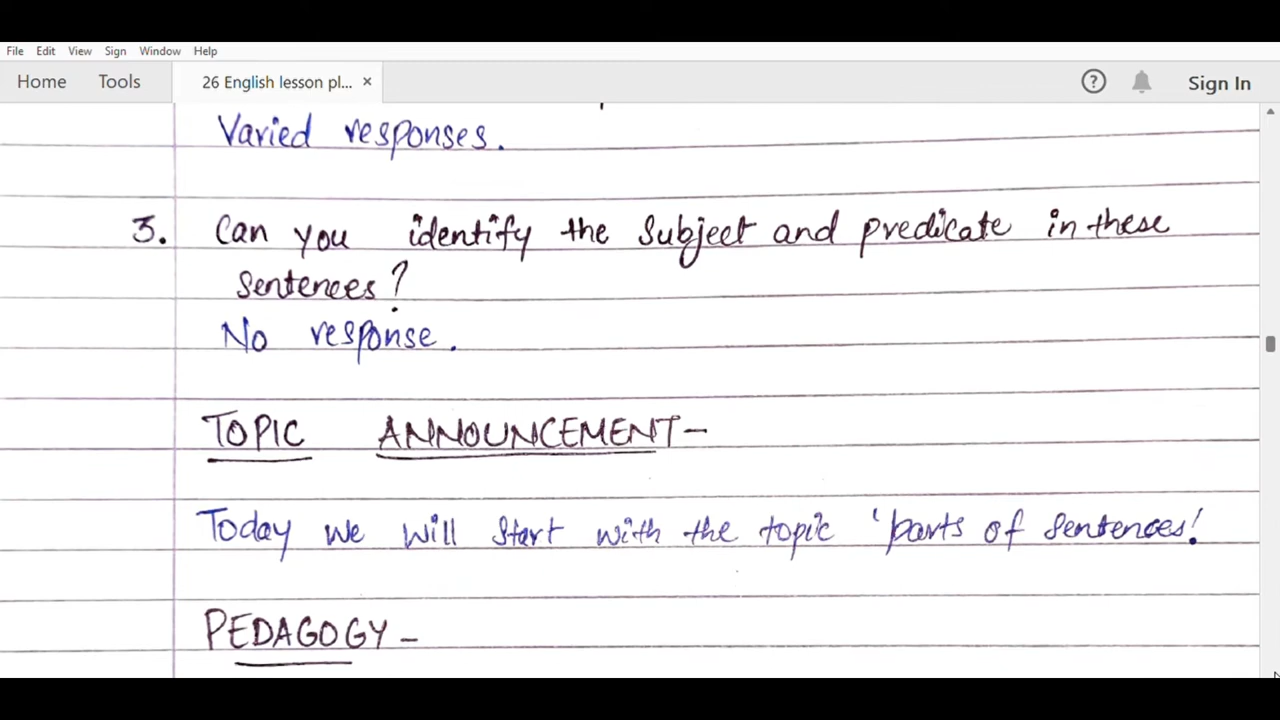 File Edit View Sign Window Help
Home Tools 26 English lesson pl... × ? Sign In
Varied responses.
3. Can you identify the Subject and predicate in these
Sentences?
No response.
TOPIC ANNOUNCEMENT-
Today we will start with the topic 'parts of sentences.'
PEDAGOGY-